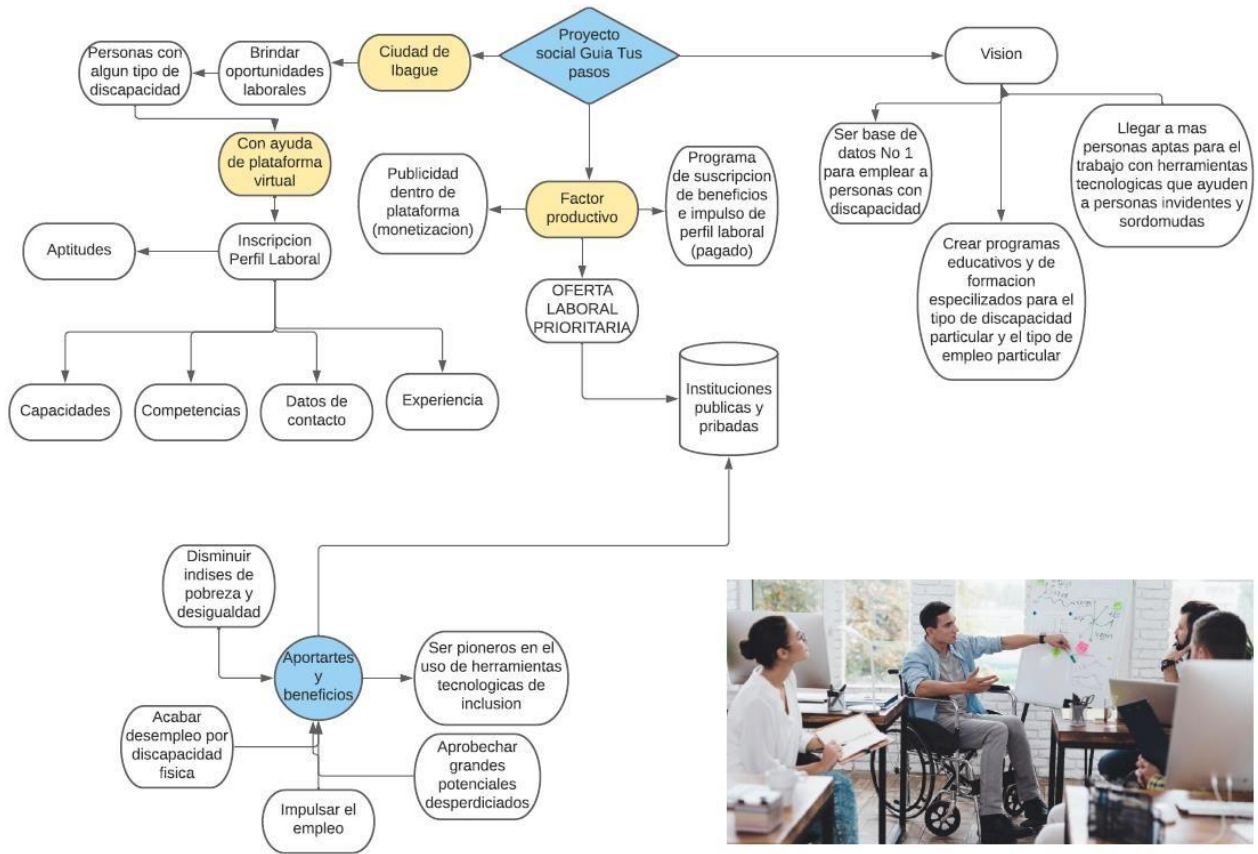 Proyecto
social Guia Tus
pasos
Ciudad de
Ibague
Brindar
oportunidades
laborales
Personas con
algun tipo de
discapacidad
Con ayuda
de plataforma
virtual
Inscripcion
Perfil Laboral
Aptitudes
Capacidades
Competencias
Datos de
contacto
Experiencia
Factor
productivo
Publicidad
dentro de
plataforma
(monetizacion)
Programa
de suscripcion
de beneficios
e impulso de
perfil laboral
(pagado)
OFERTA
LABORAL
PRIORITARIA
Instituciones
publicas y
pribadas
Vision
Ser base de
datos No 1
para emplear a
personas con
discapacidad
Crear programas
educativos y de
formacion
especilizados para el
tipo de discapacidad
particular y el tipo de
empleo particular
Llegar a mas
personas aptas para el
trabajo con herramientas
tecnologicas que ayuden
a personas invidentes y
sordomudas
Disminuir
indises de
pobreza y
desigualdad
Aportartes
y
beneficios
Ser pioneros en el
uso de herramientas
tecnologicas de
inclusion
Acabar
desempleo por
discapacidad
fisica
Impulsar el
empleo
Aprobechar
grandes
potenciales
desperdiciados